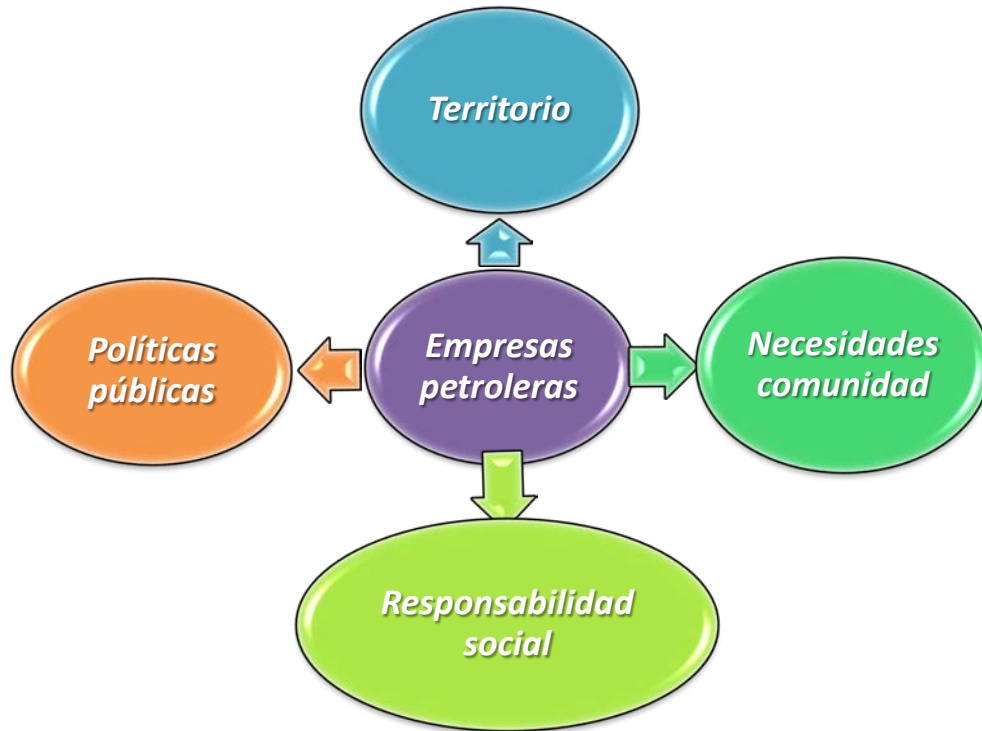 Territorio
Políticas
públicas
Empresas
petroleras
Necesidades
comunidad
Responsabilidad
social